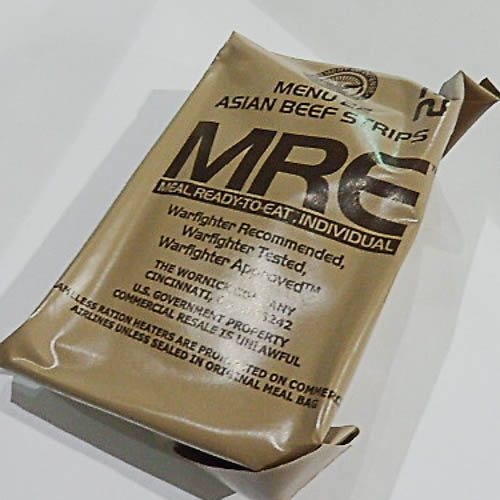 MENU
ASIAN BEEF STRIPS
MRE
MEAL READY-TO-EAT, INDIVIDUAL
Warfighter Recommended,
Warfighter Tested,
Warfighter Approved™
THE WORNICK COMPANY
CINCINNATI,
U.S. GOVERNMENT PROPERTY
COMMERCIAL RESALE IS UNLAWFUL
RATION HEATERS ARE PROHIBITED ON
AIRLINES UNLESS SEALED IN ORIGINAL MEAL BAG